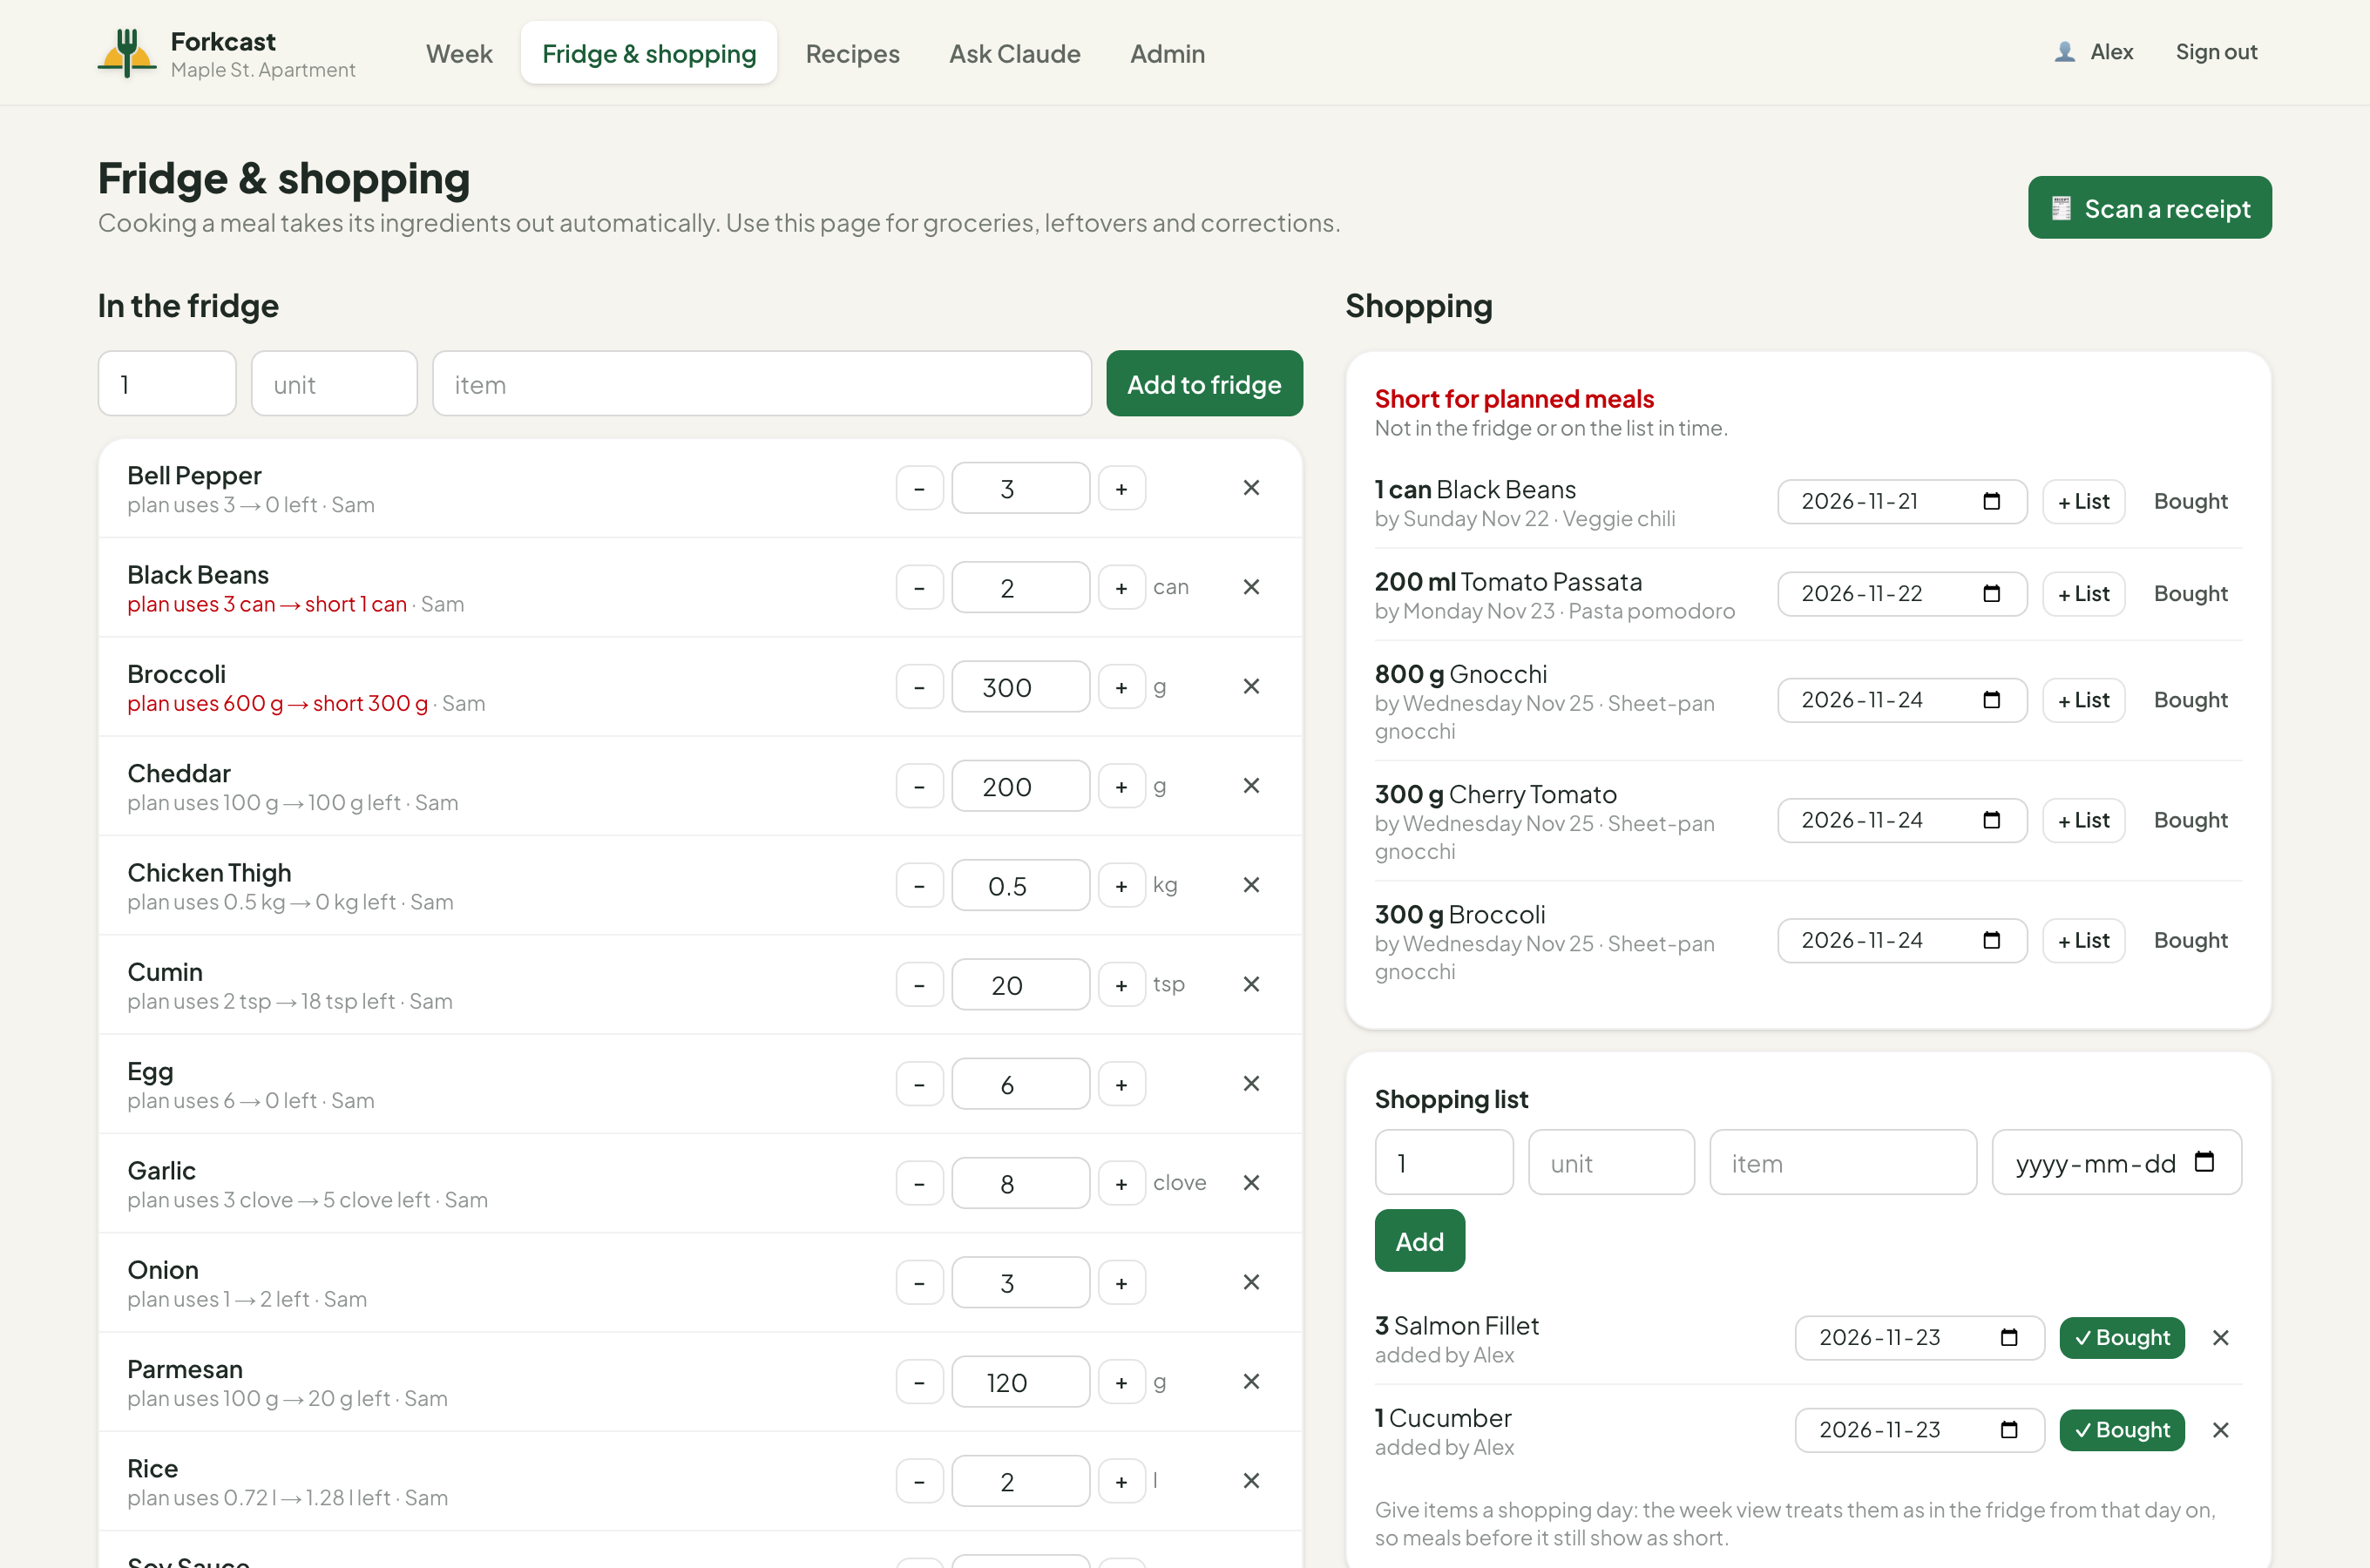 Forkcast
Maple St. Apartment
Week
Fridge & shopping
Recipes
Ask Claude
Admin
Alex
Sign out
Fridge & shopping
Cooking a meal takes its ingredients out automatically. Use this page for groceries, leftovers and corrections.
Scan a receipt
In the fridge
1
unit
item
Add to fridge
Bell Pepper
plan uses 3 → 0 left · Sam
− 3 + ✕
Black Beans
plan uses 3 can → short 1 can · Sam
− 2 + can ✕
Broccoli
plan uses 600 g → short 300 g · Sam
− 300 + g ✕
Cheddar
plan uses 100 g → 100 g left · Sam
− 200 + g ✕
Chicken Thigh
plan uses 0.5 kg → 0 kg left · Sam
− 0.5 + kg ✕
Cumin
plan uses 2 tsp → 18 tsp left · Sam
− 20 + tsp ✕
Egg
plan uses 6 → 0 left · Sam
− 6 + ✕
Garlic
plan uses 3 clove → 5 clove left · Sam
− 8 + clove ✕
Onion
plan uses 1 → 2 left · Sam
− 3 + ✕
Parmesan
plan uses 100 g → 20 g left · Sam
− 120 + g ✕
Rice
plan uses 0.72 l → 1.28 l left · Sam
− 2 + l ✕
Soy Sauce
Shopping
Short for planned meals
Not in the fridge or on the list in time.
1 can Black Beans
by Sunday Nov 22 · Veggie chili
2026-11-21
+ List
Bought
200 ml Tomato Passata
by Monday Nov 23 · Pasta pomodoro
2026-11-22
+ List
Bought
800 g Gnocchi
by Wednesday Nov 25 · Sheet-pan
gnocchi
2026-11-24
+ List
Bought
300 g Cherry Tomato
by Wednesday Nov 25 · Sheet-pan
gnocchi
2026-11-24
+ List
Bought
300 g Broccoli
by Wednesday Nov 25 · Sheet-pan
gnocchi
2026-11-24
+ List
Bought
Shopping list
1
unit
item
yyyy-mm-dd
Add
3 Salmon Fillet
added by Alex
2026-11-23
✓ Bought
✕
1 Cucumber
added by Alex
2026-11-23
✓ Bought
✕
Give items a shopping day: the week view treats them as in the fridge from that day on,
so meals before it still show as short.